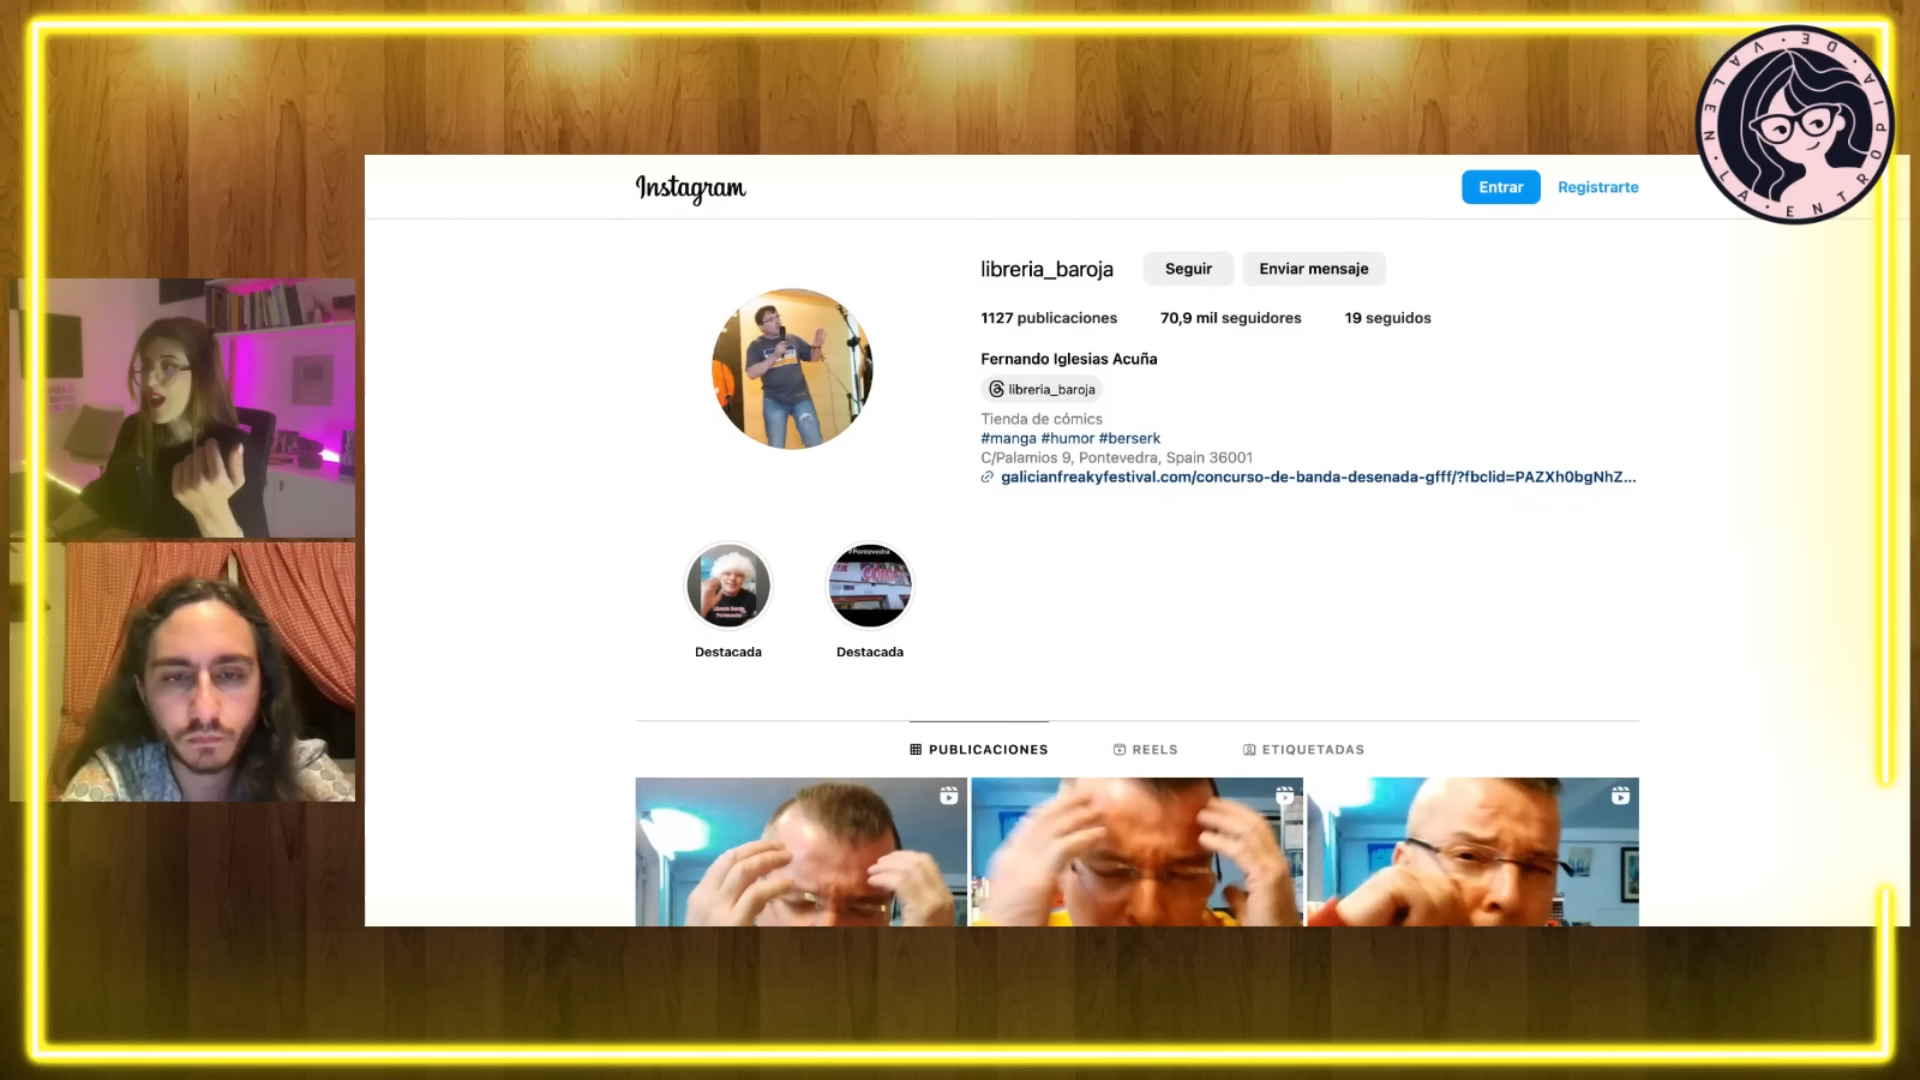 LA ENTROPIA DE VALEN
Instagram
Entrar
Registrarte
libreria_baroja
Seguir
Enviar mensaje
1127 publicaciones
70,9 mil seguidores
19 seguidos
Fernando Iglesias Acuña
libreria_baroja
Tienda de cómics
#manga #humor #berserk
C/Palamios 9, Pontevedra, Spain 36001
galicianfreakyfestival.com/concurso-de-banda-desenada-gfff/?fbclid=PAZXh0bgNhZ...
#Pontevedra
Destacada
Destacada
PUBLICACIONES
REELS
ETIQUETADAS